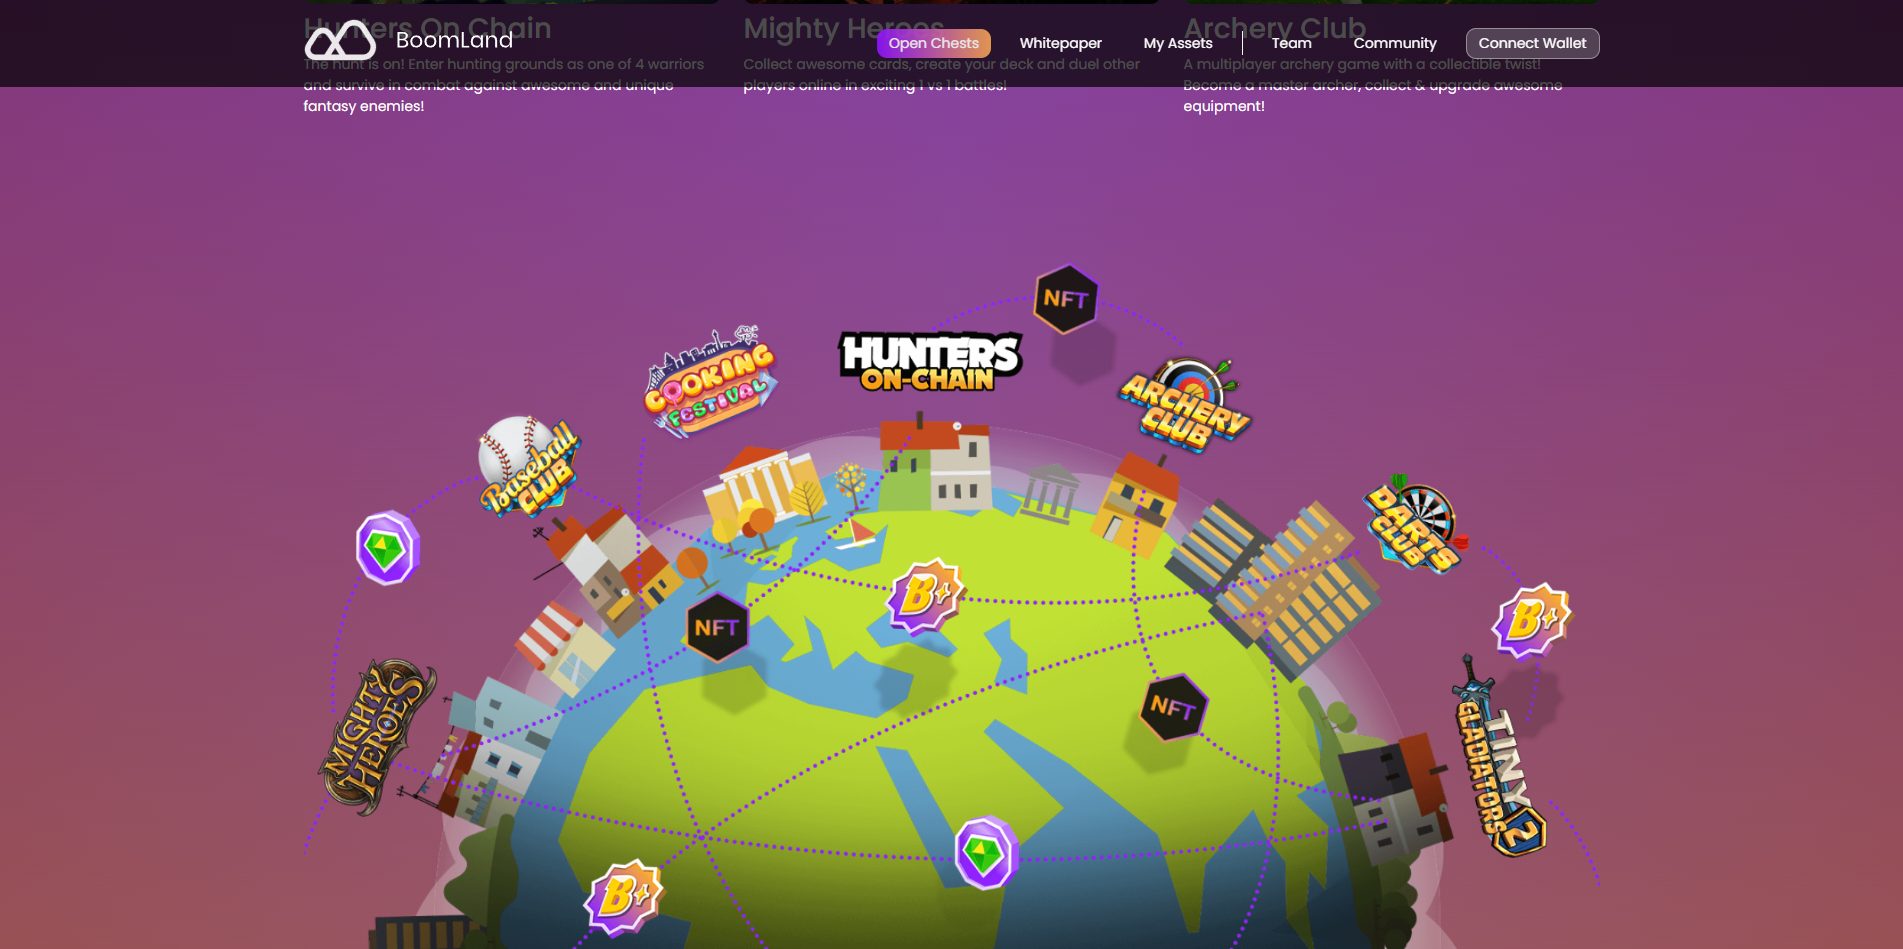 Hunters On Chain
Mighty Heroes
Archery Club
BoomLand
Open Chests
Whitepaper
My Assets
Team
Community
Connect Wallet
The hunt is on! Enter hunting grounds as one of 4 warriors
and survive in combat against awesome and unique
fantasy enemies!
Collect awesome cards, create your deck and duel other
players online in exciting 1 vs 1 battles!
A multiplayer archery game with a collectible twist!
Become a master archer, collect & upgrade awesome
equipment!
NFT
COOKING
FESTIVAL
HUNTERS
ON-CHAIN
ARCHERY
CLUB
Baseball
CLUB
DARTS
CLUB
B
B
NFT
NFT
MIGHTY
HEROES
TINY
GLADIATORS
2
B